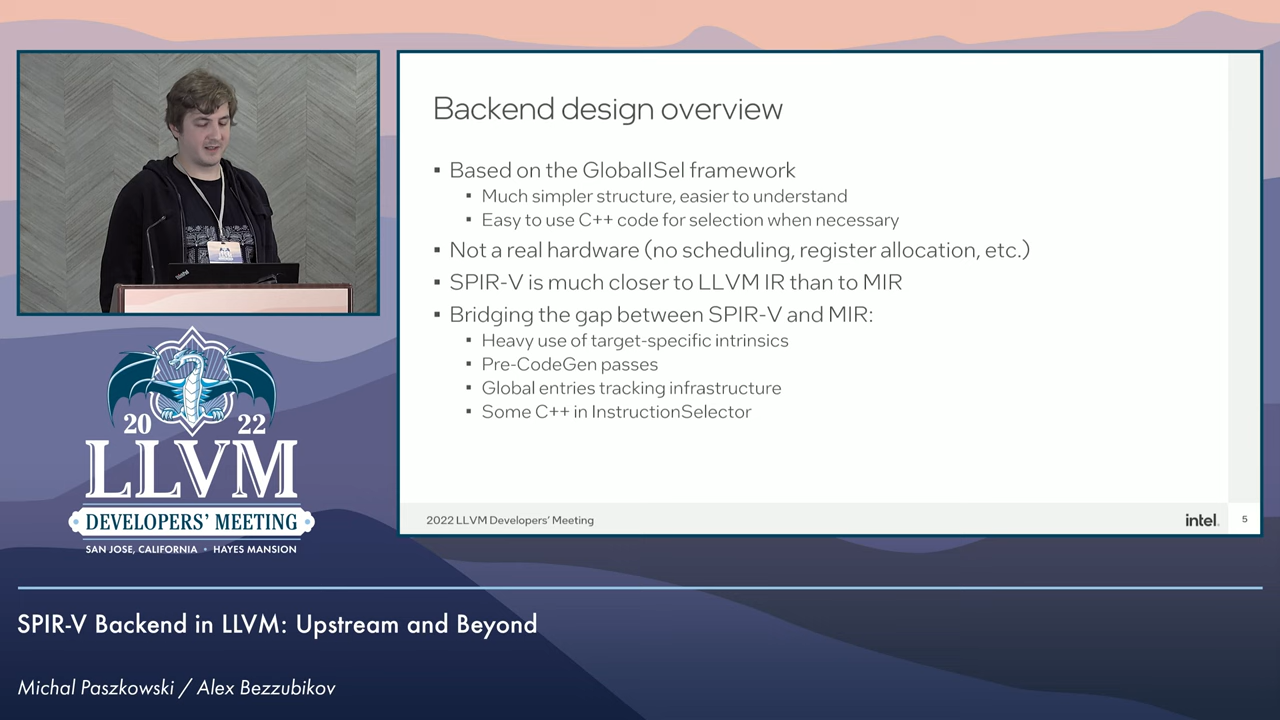 Backend design overview
▪ Based on the GlobalISel framework
▪ Much simpler structure, easier to understand
▪ Easy to use C++ code for selection when necessary
▪ Not a real hardware (no scheduling, register allocation, etc.)
▪ SPIR-V is much closer to LLVM IR than to MIR
▪ Bridging the gap between SPIR-V and MIR:
▪ Heavy use of target-specific intrinsics
▪ Pre-CodeGen passes
▪ Global entries tracking infrastructure
▪ Some C++ in InstructionSelector
2022 LLVM Developers' Meeting
intel.
5
ThinkPad
20 22
LLVM
DEVELOPERS' MEETING
SAN JOSE, CALIFORNIA • HAYES MANSION
SPIR-V Backend in LLVM: Upstream and Beyond
Michal Paszkowski / Alex Bezzubikov